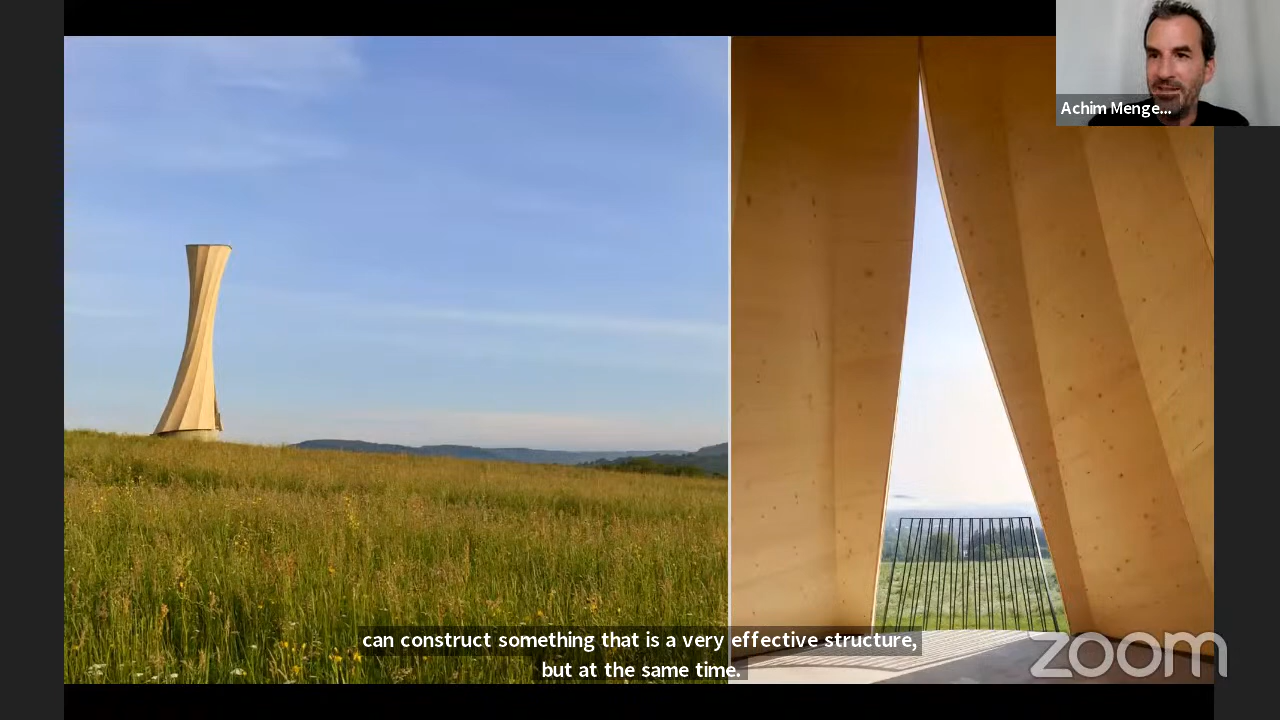 Achim Menge...
can construct something that is a very effective structure,
but at the same time.
zoom